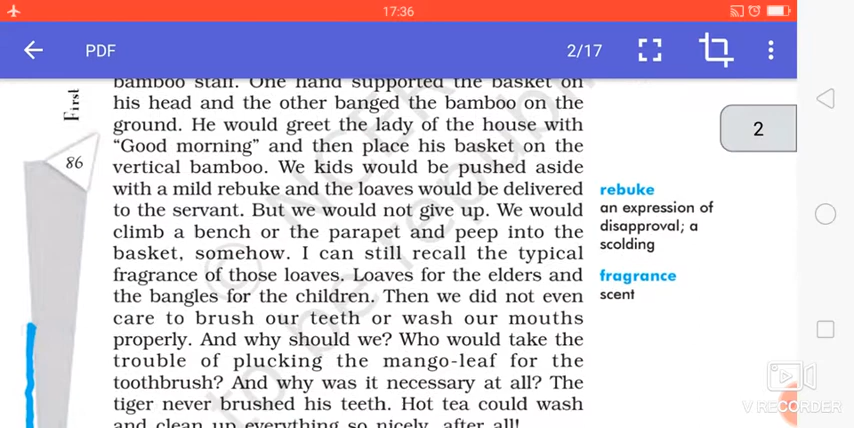 17:36
PDF
2/17
2
First
86
bamboo staff. One hand supported the basket on
his head and the other banged the bamboo on the
ground. He would greet the lady of the house with
“Good morning” and then place his basket on the
vertical bamboo. We kids would be pushed aside
with a mild rebuke and the loaves would be delivered
to the servant. But we would not give up. We would
climb a bench or the parapet and peep into the
basket, somehow. I can still recall the typical
fragrance of those loaves. Loaves for the elders and
the bangles for the children. Then we did not even
care to brush our teeth or wash our mouths
properly. And why should we? Who would take the
trouble of plucking the mango-leaf for the
toothbrush? And why was it necessary at all? The
tiger never brushed his teeth. Hot tea could wash
and clean up everything so nicely, after all!
rebuke
an expression of
disapproval; a
scolding
fragrance
scent
© NCERT
to be republi
V RECORDER